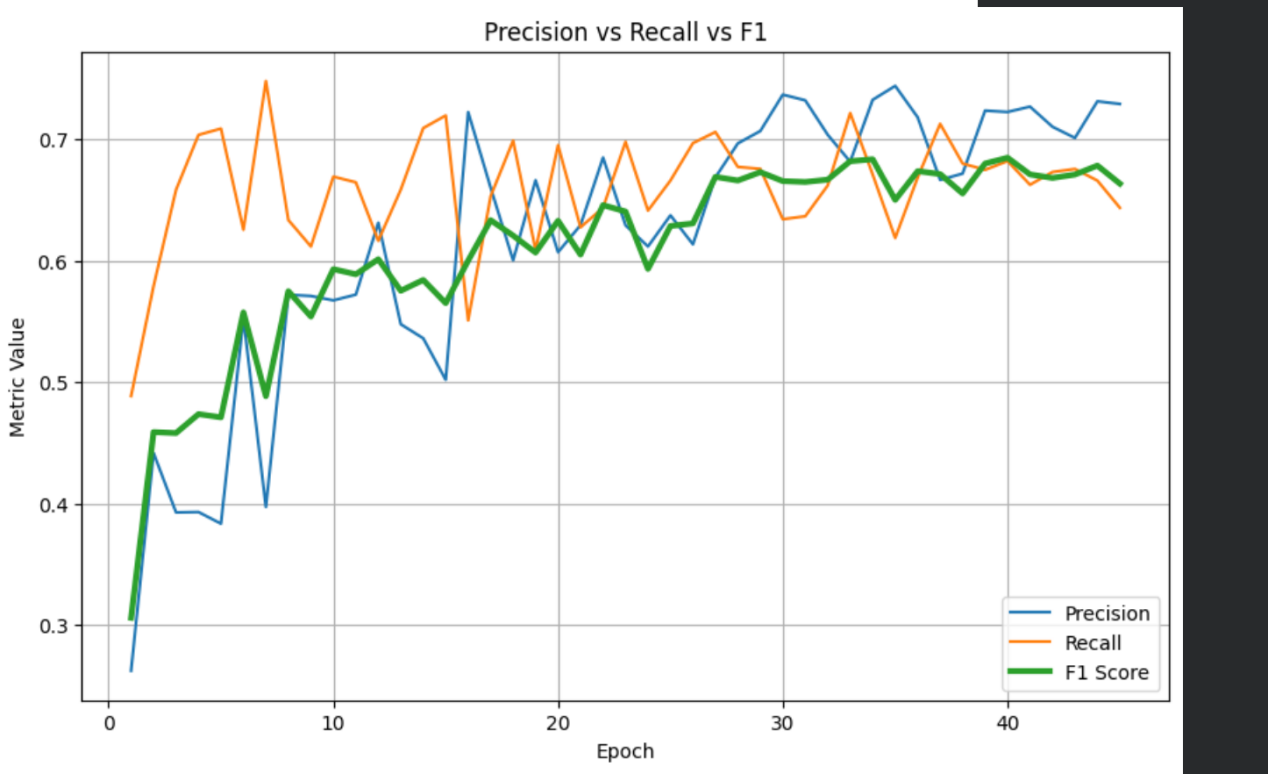 Precision vs Recall vs F1
Metric Value
0.7
0.6
0.5
0.4
0.3
0
10
20
30
40
Epoch
Precision
Recall
F1 Score